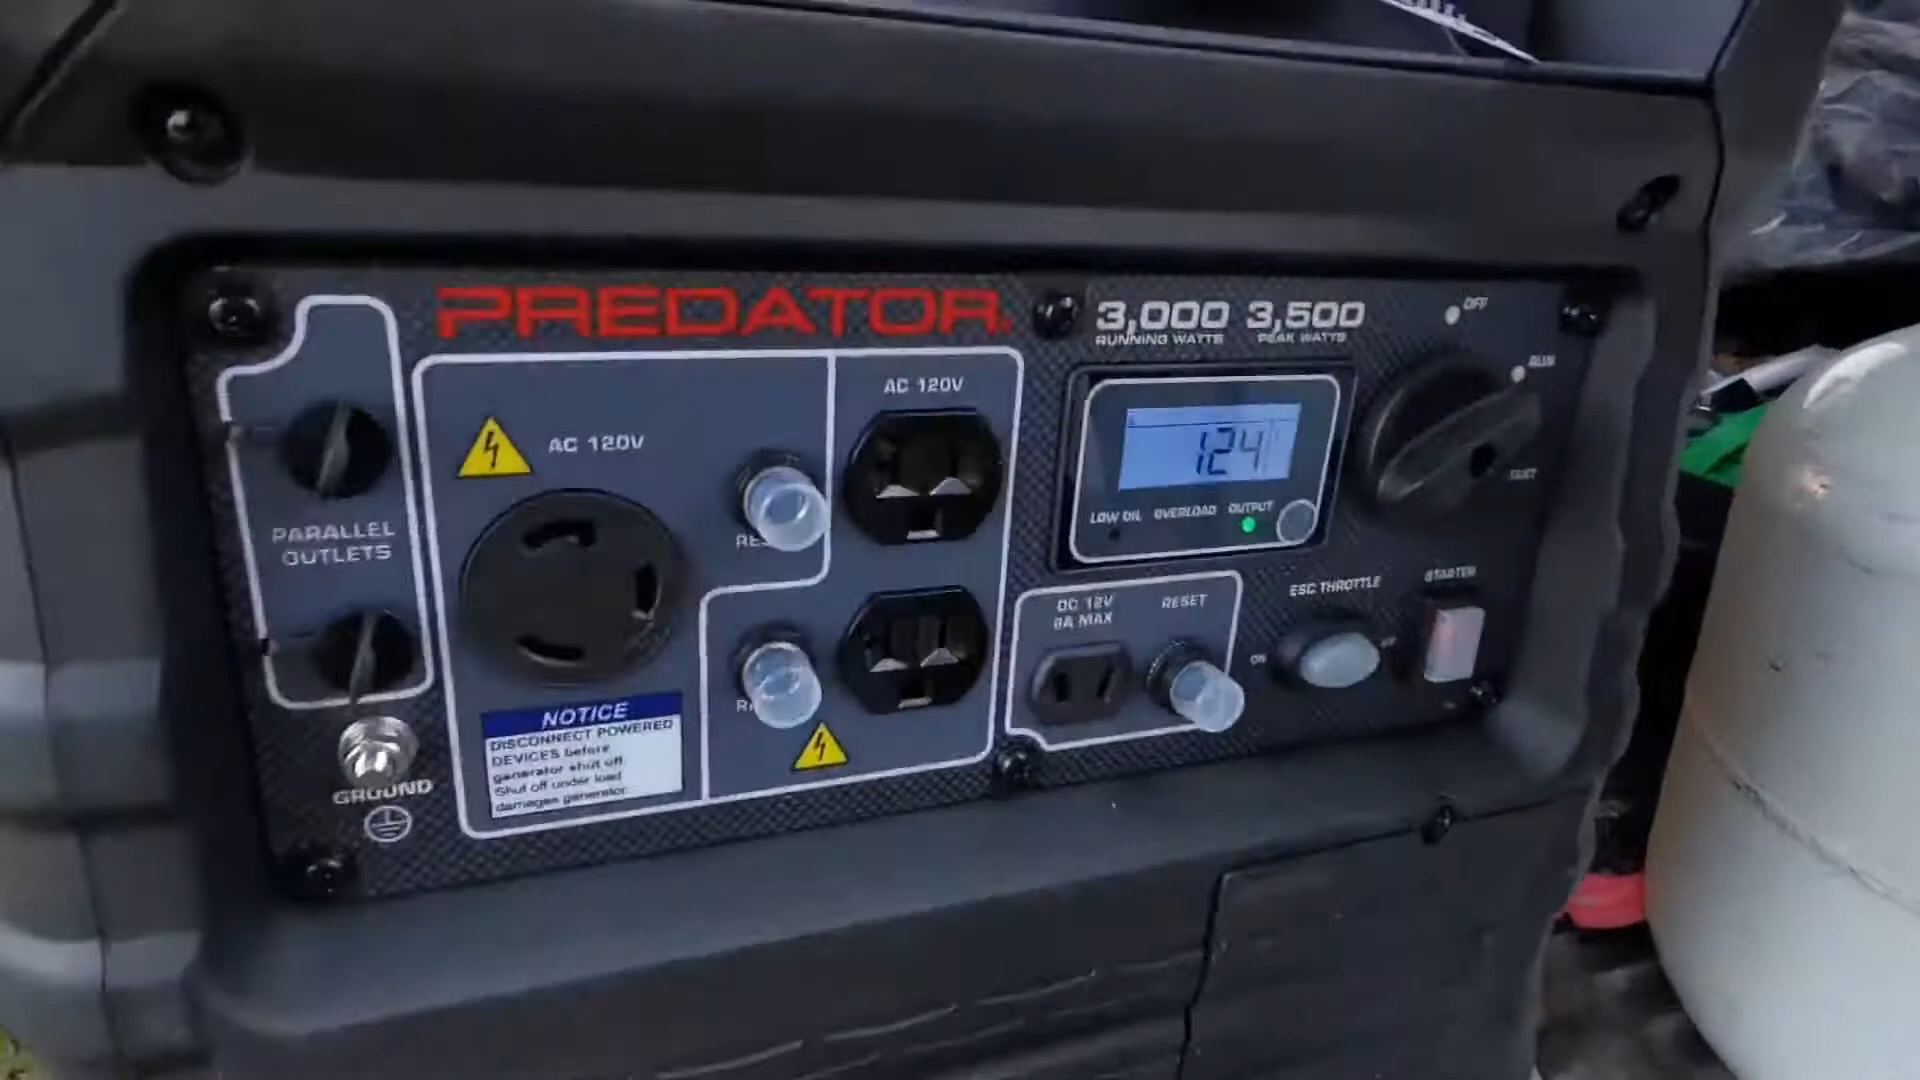 PREDATOR
3,000 3,500
RUNNING WATTS PEAK WATTS
OFF
RUN
AC 120V
AC 120V
124
LOW OIL OVERLOAD OUTPUT
PARALLEL
OUTLETS
ESC THROTTLE
STARTER
DC 12V
8A MAX
RESET
ON
NOTICE
DISCONNECT POWERED
DEVICES before
generator shut off.
Shut off under load
damages generator.
GROUND